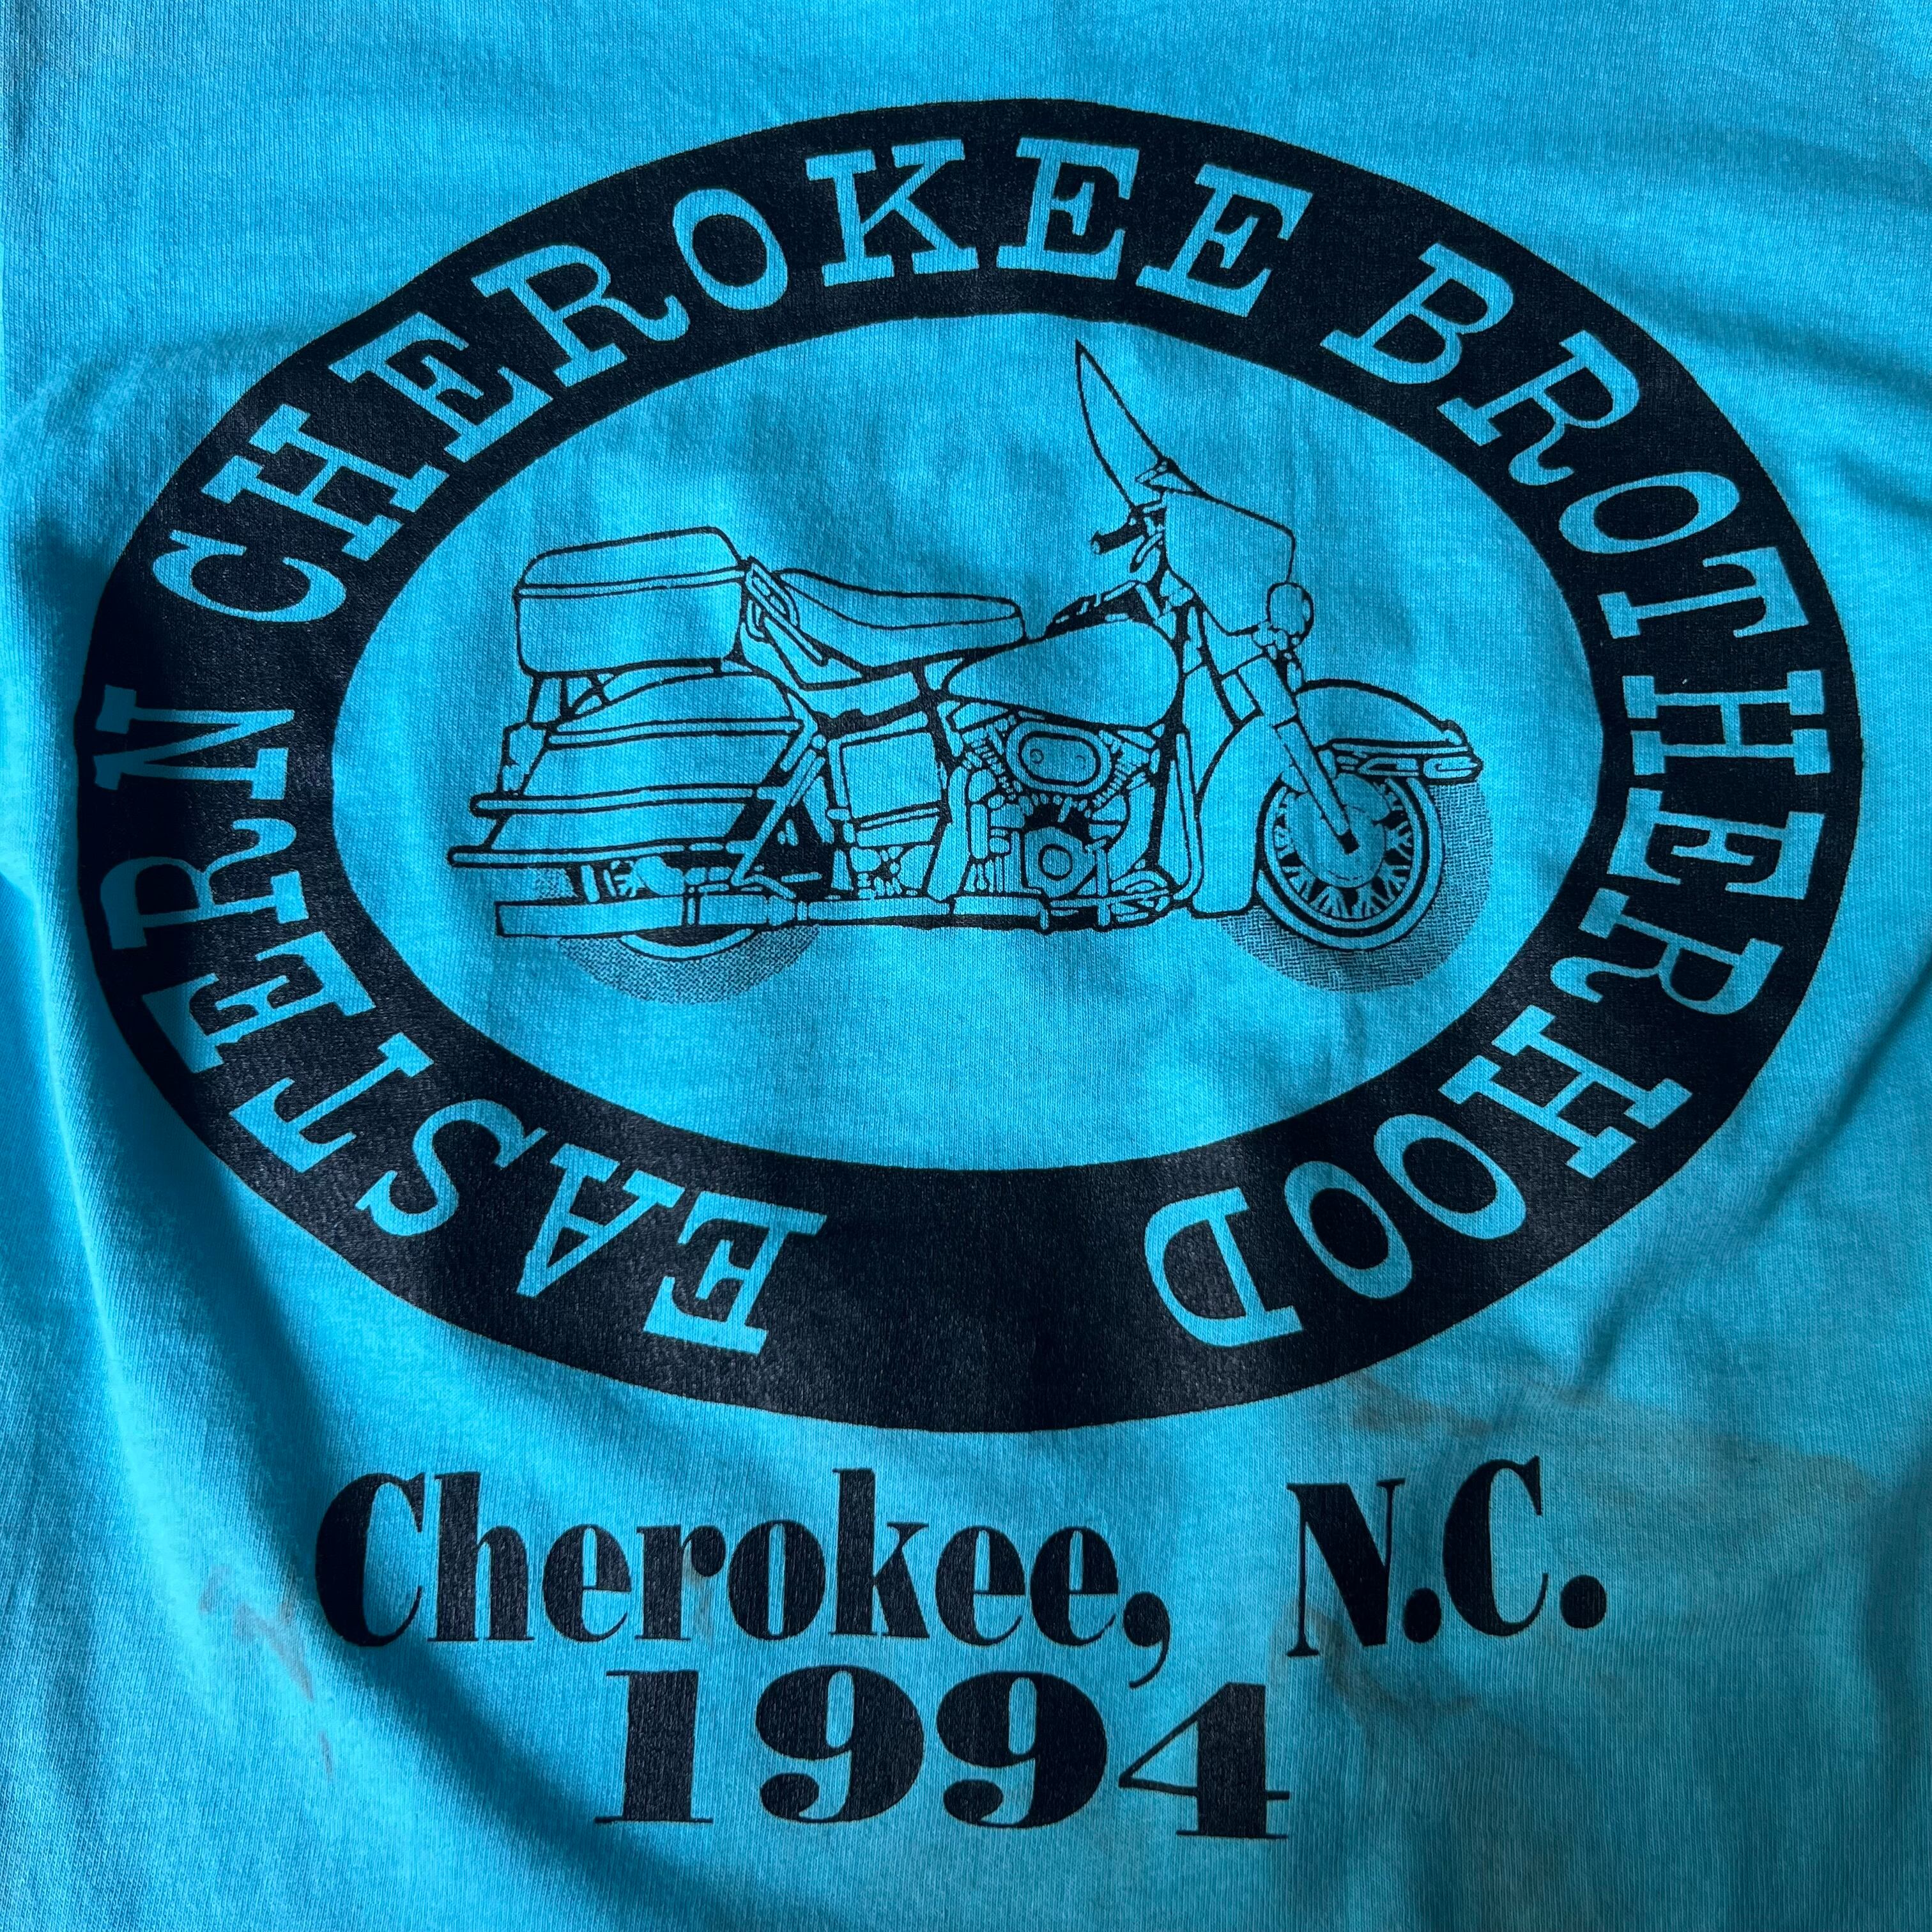 EASTERN CHEROKEE BROTHERHOOD
Cherokee, N.C.
1994